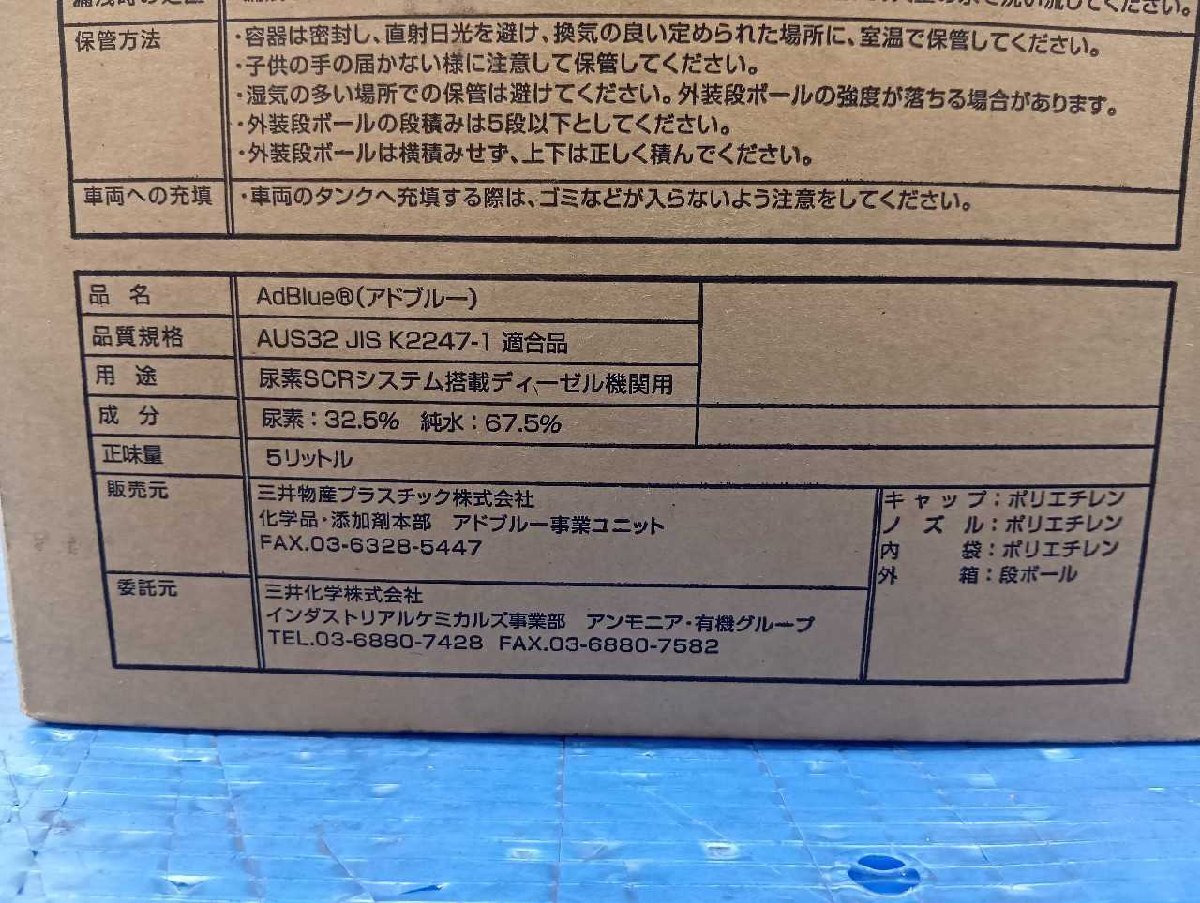 保管方法
・容器は密封し、直射日光を避け、換気の良い定められた場所に、室温で保管してください。
・子供の手の届かない様に注意して保管してください。
・湿気の多い場所での保管は避けてください。外装段ボールの強度が落ちる場合があります。
・外装段ボールの段積みは5段以下としてください。
・外装段ボールは横積みせず、上下は正しく積んでください。
車両への充填 ・車両のタンクへ充填する際は、ゴミなどが入らないよう注意をしてください。
品 名 AdBlue®(アドブルー)
品質規格 AUS32 JIS K2247-1 適合品
用 途 尿素SCRシステム搭載ディーゼル機関用
成 分 尿素：32.5% 純水：67.5%
正味量 5リットル
販売元 三井物産プラスチック株式会社
化学品・添加剤本部 アドブルー事業ユニット
FAX.03-6328-5447
委託元 三井化学株式会社
インダストリアルケミカルズ事業部 アンモニア・有機グループ
TEL.03-6880-7428 FAX.03-6880-7582
キャップ：ポリエチレン
ノズル：ポリエチレン
内 袋：ポリエチレン
外 箱：段ボール